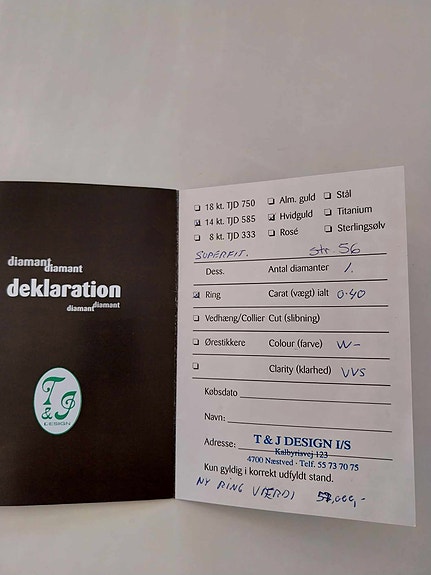 diamant
diamant
deklaration
diamant
diamant
T
& J
DESIGN
18 kt. TJD 750 Alm. guld Stål
14 kt. TJD 585 Hvidguld Titanium
8 kt. TJD 333 Rosé Sterlingsølv
SUPERFIT. Str 56
Dess. Antal diamanter 1.
Ring Carat (vægt) ialt 0.40
Vedhæng/Collier Cut (slibning)
Ørestikkere Colour (farve) W-
Clarity (klarhed) VVS
Købsdato
Navn:
Adresse: T & J DESIGN I/S
Kalbyrisvej 123
4700 Næstved · Telf. 55 73 70 75
Kun gyldig i korrekt udfyldt stand.
NY RING VÆRDI